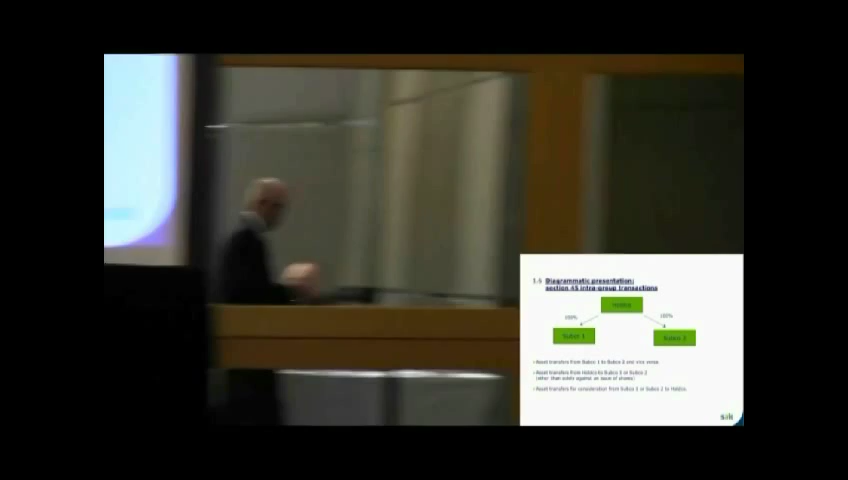 1.5 Diagrammatic presentation:
section 45 intra-group transactions
Holdco
100%
100%
Subco 1
Subco 2
Asset transfers from Subco 1 to Subco 2 and vice versa.
Asset transfers from Holdco to Subco 1 or Subco 2
(other than solely against an issue of shares)
Asset transfers for consideration from Subco 1 or Subco 2 to Holdco.